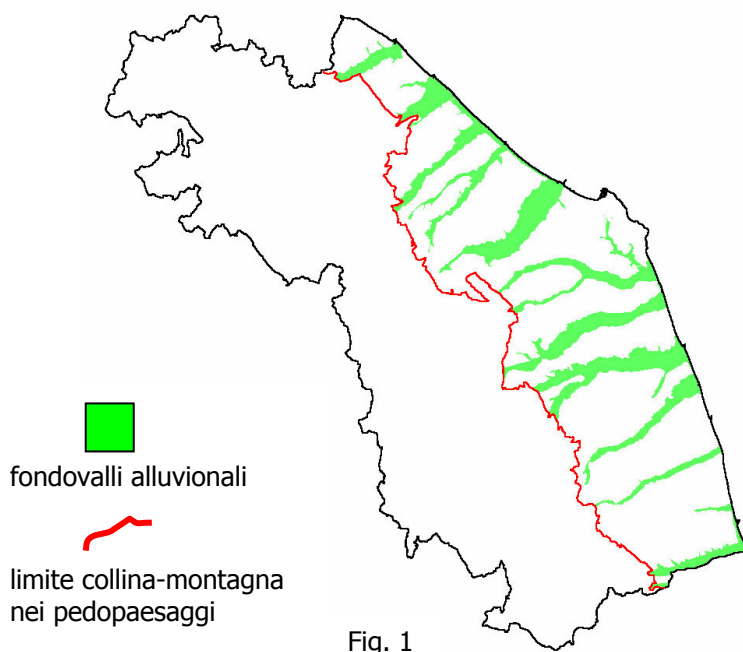 fondovalli alluvionali
limite collina-montagna
nei pedopaesaggi
Fig. 1